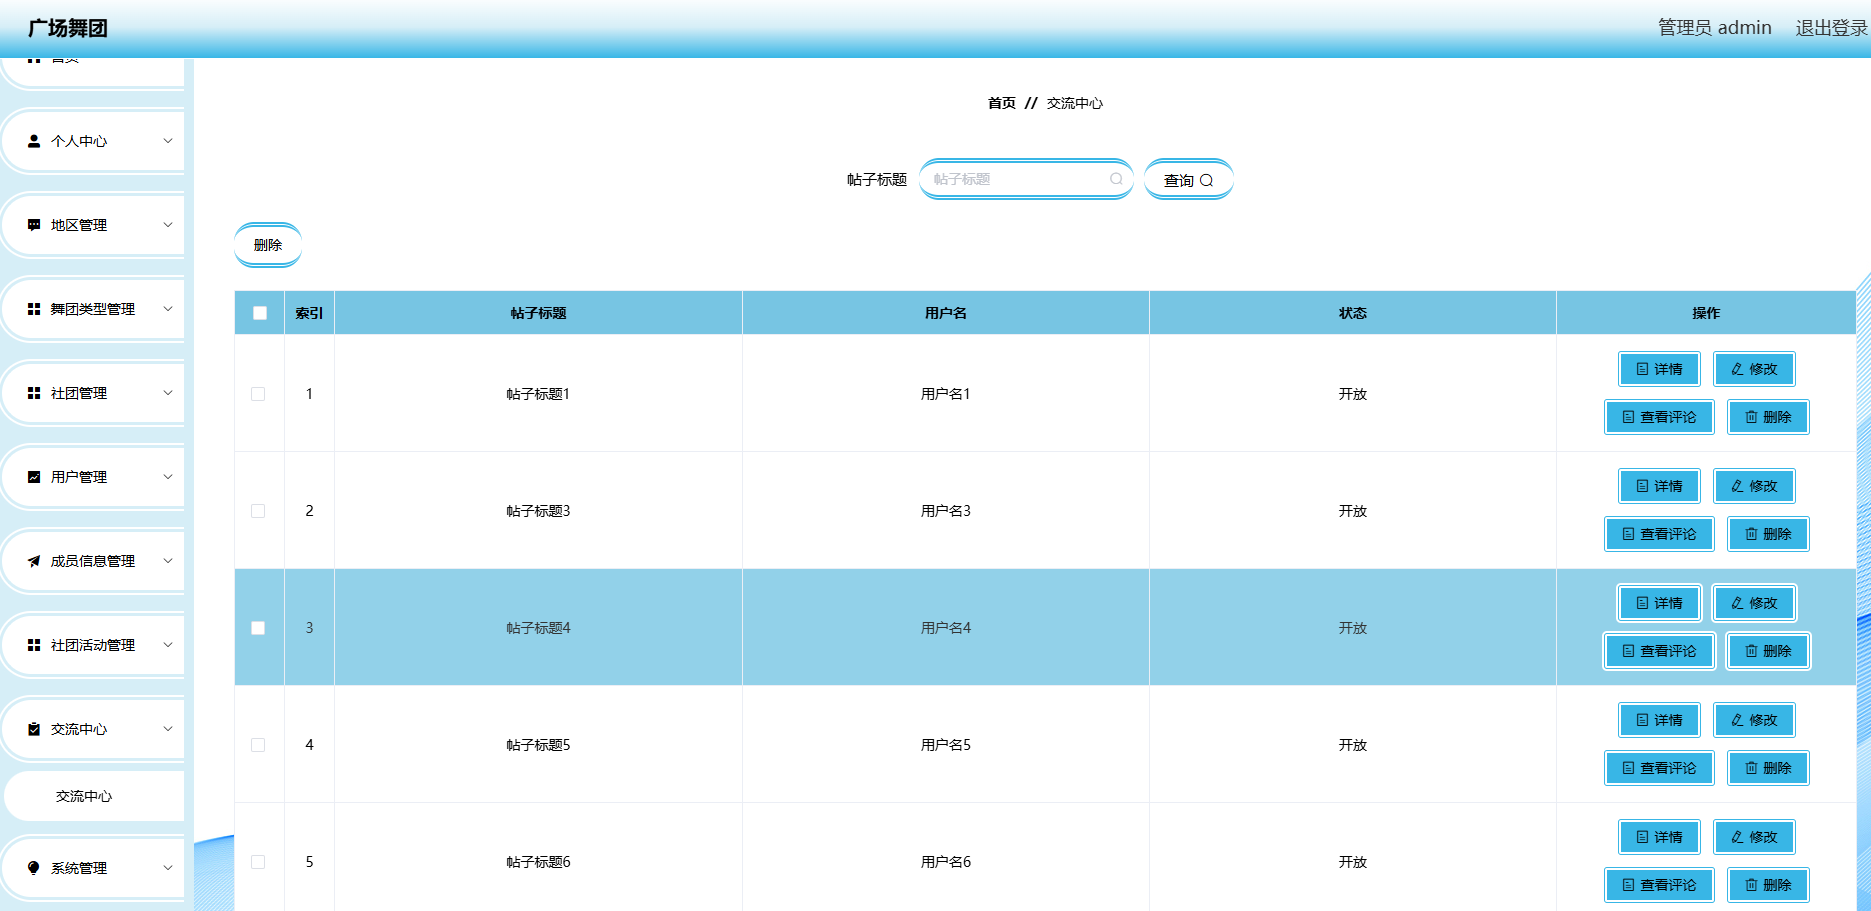 广场舞团
管理员 admin 退出登录
首页
个人中心
地区管理
舞团类型管理
社团管理
用户管理
成员信息管理
社团活动管理
交流中心
交流中心
系统管理
首页 // 交流中心
帖子标题 帖子标题 查询
删除
索引 帖子标题 用户名 状态 操作
1 帖子标题1 用户名1 开放 详情 修改
查看评论 删除
2 帖子标题3 用户名3 开放 详情 修改
查看评论 删除
3 帖子标题4 用户名4 开放 详情 修改
查看评论 删除
4 帖子标题5 用户名5 开放 详情 修改
查看评论 删除
5 帖子标题6 用户名6 开放 详情 修改
查看评论 删除